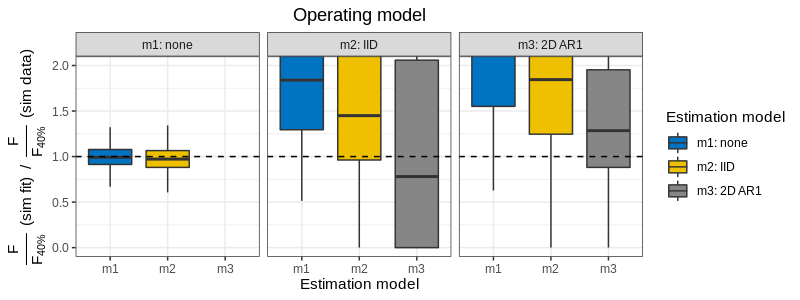 Operating model
m1: none
m2: IID
m3: 2D AR1
F / F40% (sim fit) / F / F40% (sim data)
2.0
1.5
1.0
0.5
0.0
m1 m2 m3
m1 m2 m3
m1 m2 m3
Estimation model
Estimation model
m1: none
m2: IID
m3: 2D AR1